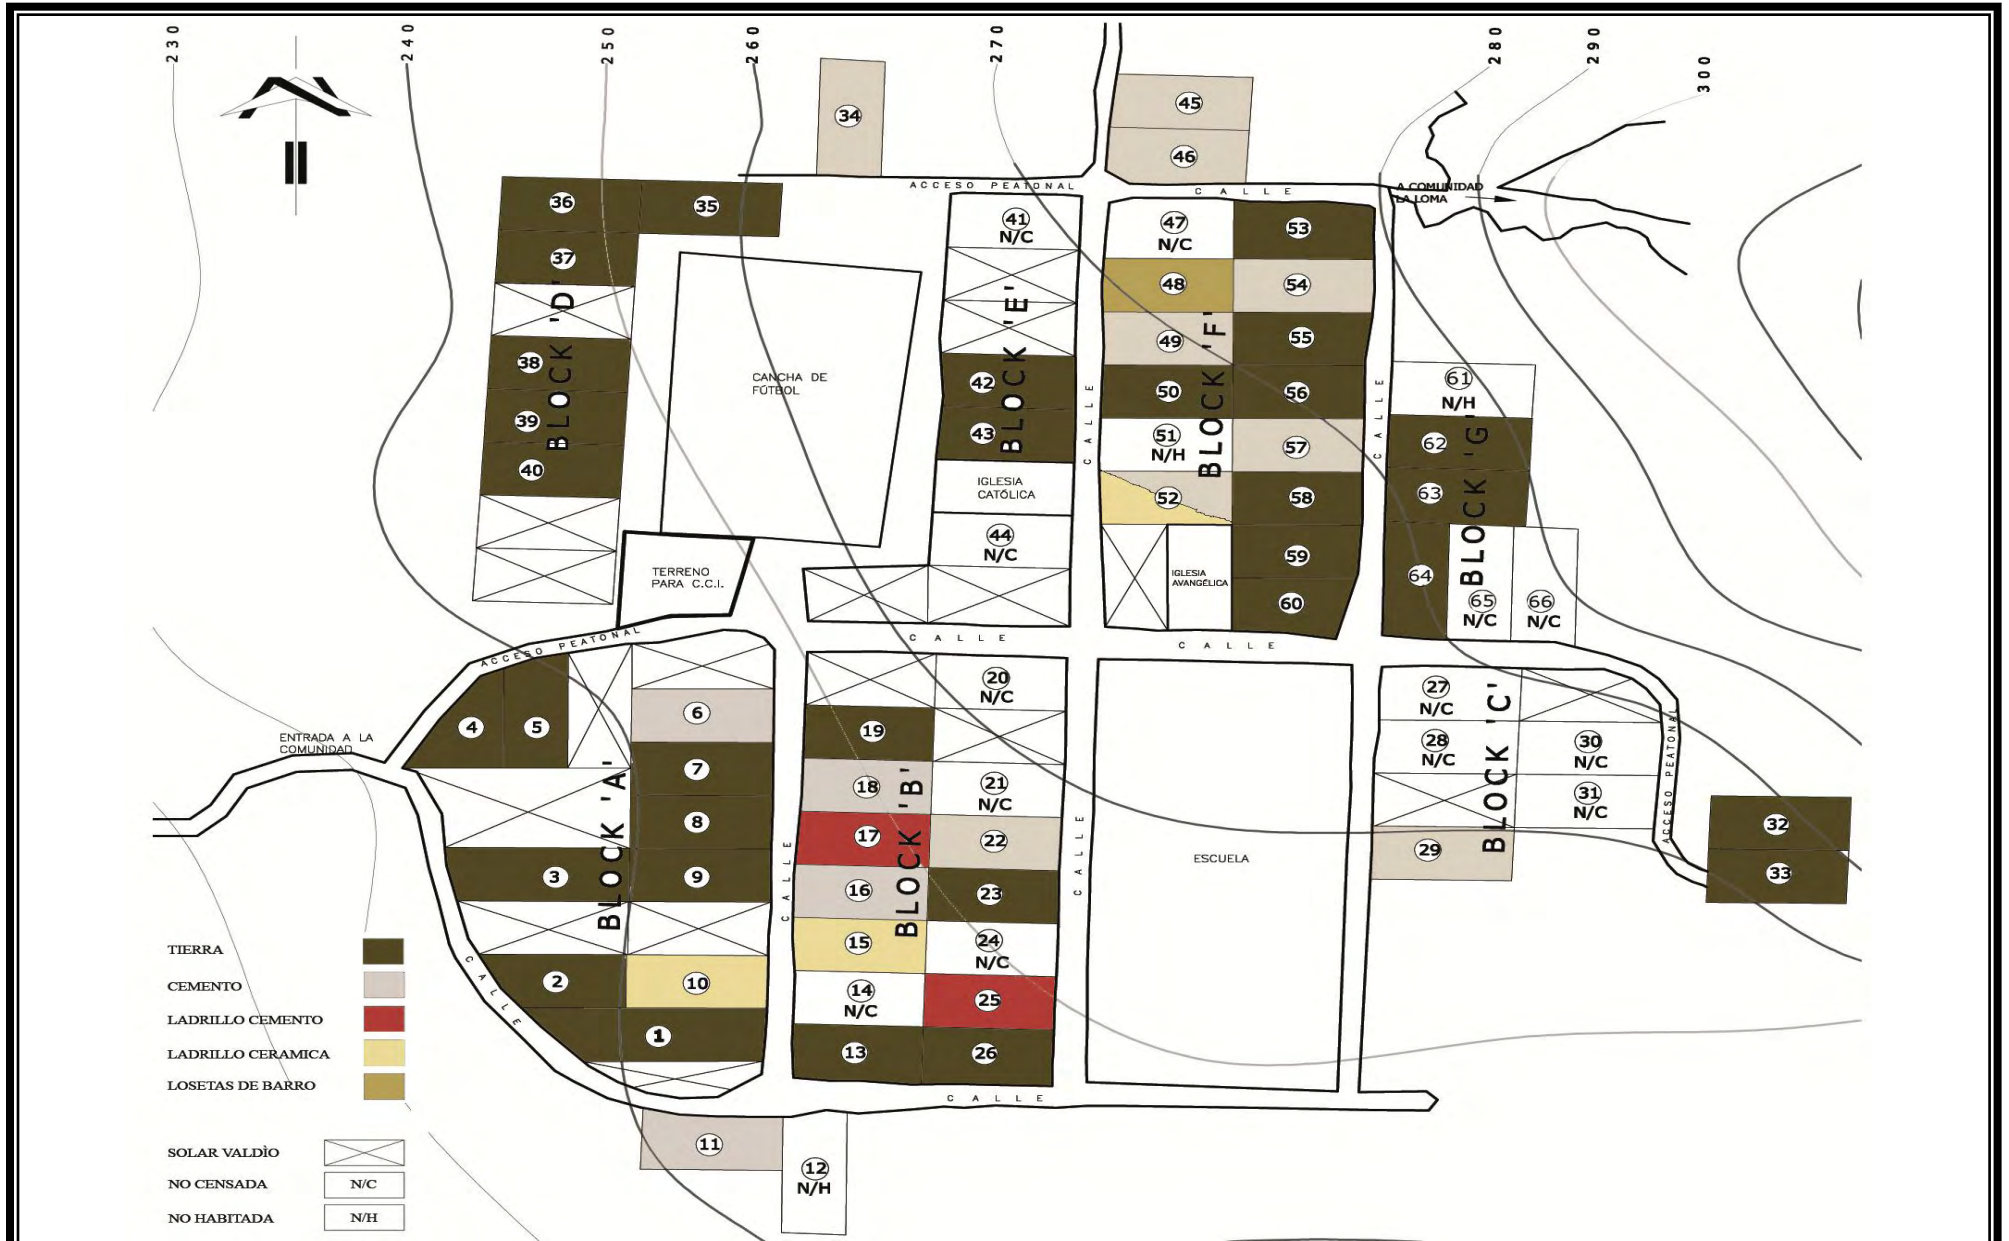 230
240
250
260
270
280
290
300
34
45
46
36
35
37
38
39
40
BLOCK 'D'
ACCESO PEATONAL
CALLE
A COMUNIDAD
LA LOMA
CANCHA DE
FÚTBOL
41
N/C
42
43
IGLESIA
CATÓLICA
44
N/C
BLOCK 'E'
CALLE
47
N/C
53
48
54
49
55
50
56
51
N/H
57
52
58
59
IGLESIA
AVANGÉLICA
60
BLOCK 'F'
CALLE
61
N/H
62
63
64
65
N/C
66
N/C
BLOCK 'G'
TERRENO
PARA C.C.I.
ACCESO PEATONAL
CALLE
CALLE
ENTRADA A LA
COMUNIDAD
4
5
6
7
8
3
9
2
10
1
BLOCK 'A'
CALLE
CALLE
20
N/C
19
18
21
N/C
17
22
16
23
15
24
N/C
14
N/C
25
13
26
BLOCK 'B'
CALLE
ESCUELA
27
N/C
28
N/C
30
N/C
31
N/C
29
BLOCK 'C'
ACCESO PEATONAL
32
33
CALLE
11
12
N/H
TIERRA
CEMENTO
LADRILLO CEMENTO
LADRILLO CERAMICA
LOSETAS DE BARRO
SOLAR VALDÌO
NO CENSADA N/C
NO HABITADA N/H